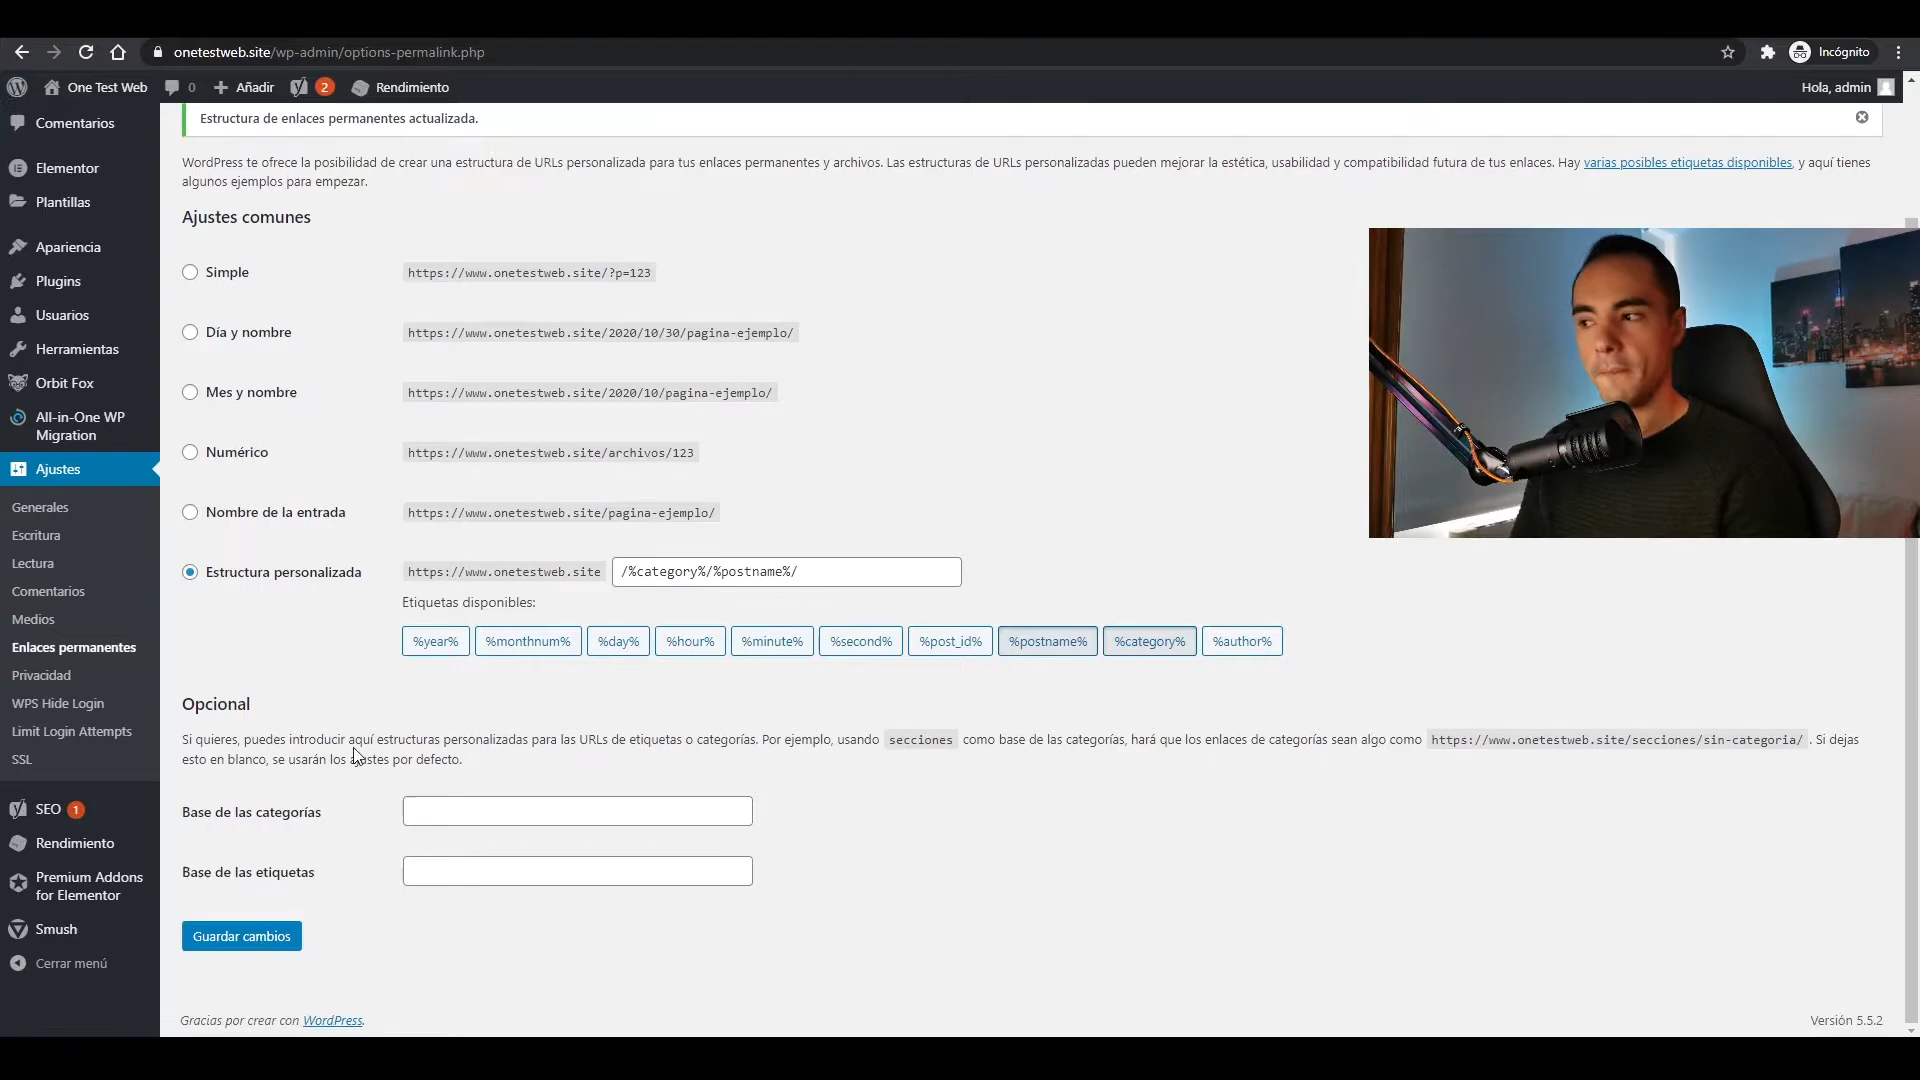 onetestweb.site/wp-admin/options-permalink.php
Incógnito
One Test Web
0
Añadir
2
Rendimiento
Hola, admin
Comentarios
Elementor
Plantillas
Apariencia
Plugins
Usuarios
Herramientas
Orbit Fox
All-in-One WP
Migration
Ajustes
Generales
Escritura
Lectura
Comentarios
Medios
Enlaces permanentes
Privacidad
WPS Hide Login
Limit Login Attempts
SSL
SEO 1
Rendimiento
Premium Addons
for Elementor
Smush
Cerrar menú
Estructura de enlaces permanentes actualizada.
WordPress te ofrece la posibilidad de crear una estructura de URLs personalizada para tus enlaces permanentes y archivos. Las estructuras de URLs personalizadas pueden mejorar la estética, usabilidad y compatibilidad futura de tus enlaces. Hay varias posibles etiquetas disponibles, y aquí tienes
algunos ejemplos para empezar.
Ajustes comunes
Simple https://www.onetestweb.site/?p=123
Día y nombre https://www.onetestweb.site/2020/10/30/pagina-ejemplo/
Mes y nombre https://www.onetestweb.site/2020/10/pagina-ejemplo/
Numérico https://www.onetestweb.site/archivos/123
Nombre de la entrada https://www.onetestweb.site/pagina-ejemplo/
Estructura personalizada https://www.onetestweb.site /%category%/%postname%/
Etiquetas disponibles:
%year% %monthnum% %day% %hour% %minute% %second% %post_id% %postname% %category% %author%
Opcional
Si quieres, puedes introducir aquí estructuras personalizadas para las URLs de etiquetas o categorías. Por ejemplo, usando secciones como base de las categorías, hará que los enlaces de categorías sean algo como https://www.onetestweb.site/secciones/sin-categoria/ . Si dejas
esto en blanco, se usarán los ajustes por defecto.
Base de las categorías
Base de las etiquetas
Guardar cambios
Gracias por crear con WordPress.
Versión 5.5.2